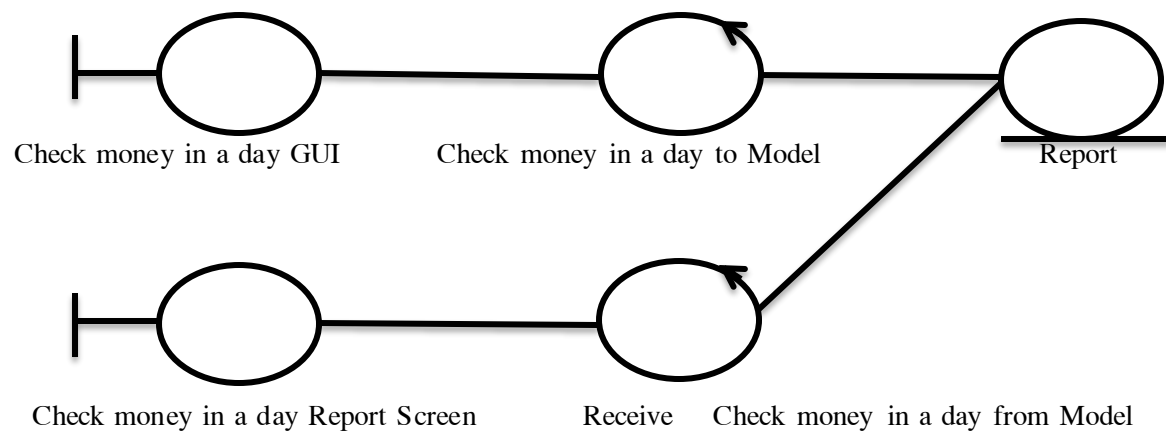 Check money in a day GUI
Check money in a day to Model
Report
Check money in a day Report Screen
Receive Check money in a day from Model